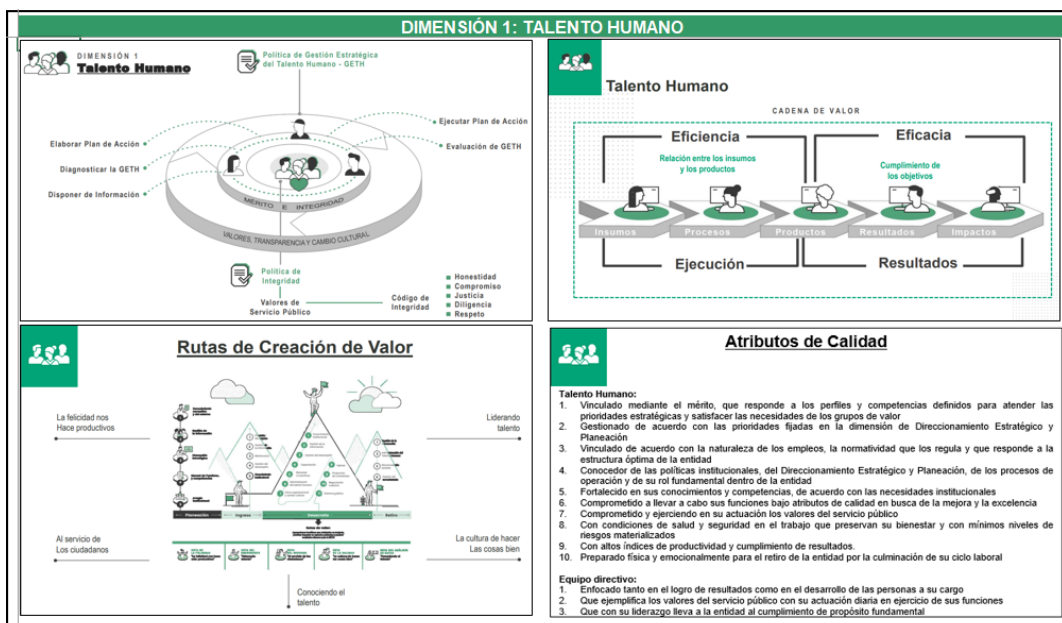 DIMENSIÓN 1: TALENTO HUMANO
DIMENSIÓN 1
Talento Humano
Política de Gestión Estratégica
del Talento Humano - GETH
Elaborar Plan de Acción
Diagnosticar la GETH
Disponer de Información
Ejecutar Plan de Acción
Evaluación de GETH
MÉRITO E INTEGRIDAD
VALORES, TRANSPARENCIA Y CAMBIO CULTURAL
Política de
Integridad
Valores de
Servicio Público
Código de
Integridad
Honestidad
Compromiso
Justicia
Diligencia
Respeto
Talento Humano
CADENA DE VALOR
Eficiencia
Eficacia
Relación entre los insumos
y los productos
Cumplimiento de
los objetivos
Insumos
Procesos
Productos
Resultados
Impactos
Ejecución
Resultados
Rutas de Creación de Valor
La felicidad nos
Hace productivos
Liderando
talento
Planeación
Ingreso
Desarrollo
Retiro
Al servicio de
Los ciudadanos
La cultura de hacer
Las cosas bien
Conociendo el
talento
Atributos de Calidad
Talento Humano:
1. Vinculado mediante el mérito, que responde a los perfiles y competencias definidos para atender las
prioridades estratégicas y satisfacer las necesidades de los grupos de valor
2. Gestionado de acuerdo con las prioridades fijadas en la dimensión de Direccionamiento Estratégico y
Planeación
3. Vinculado de acuerdo con la naturaleza de los empleos, la normatividad que los regula y que responde a la
estructura óptima de la entidad
4. Conocedor de las políticas institucionales, del Direccionamiento Estratégico y Planeación, de los procesos de
operación y de su rol fundamental dentro de la entidad
5. Fortalecido en sus conocimientos y competencias, de acuerdo con las necesidades institucionales
6. Comprometido a llevar a cabo sus funciones bajo atributos de calidad en busca de la mejora y la excelencia
7. Comprometido y ejerciendo en su actuación los valores del servicio público
8. Con condiciones de salud y seguridad en el trabajo que preservan su bienestar y con mínimos niveles de
riesgos materializados
9. Con altos índices de productividad y cumplimiento de resultados.
10. Preparado física y emocionalmente para el retiro de la entidad por la culminación de su ciclo laboral
Equipo directivo:
1. Enfocado tanto en el logro de resultados como en el desarrollo de las personas a su cargo
2. Que ejemplifica los valores del servicio público con su actuación diaria en ejercicio de sus funciones
3. Que con su liderazgo lleva a la entidad al cumplimiento de propósito fundamental